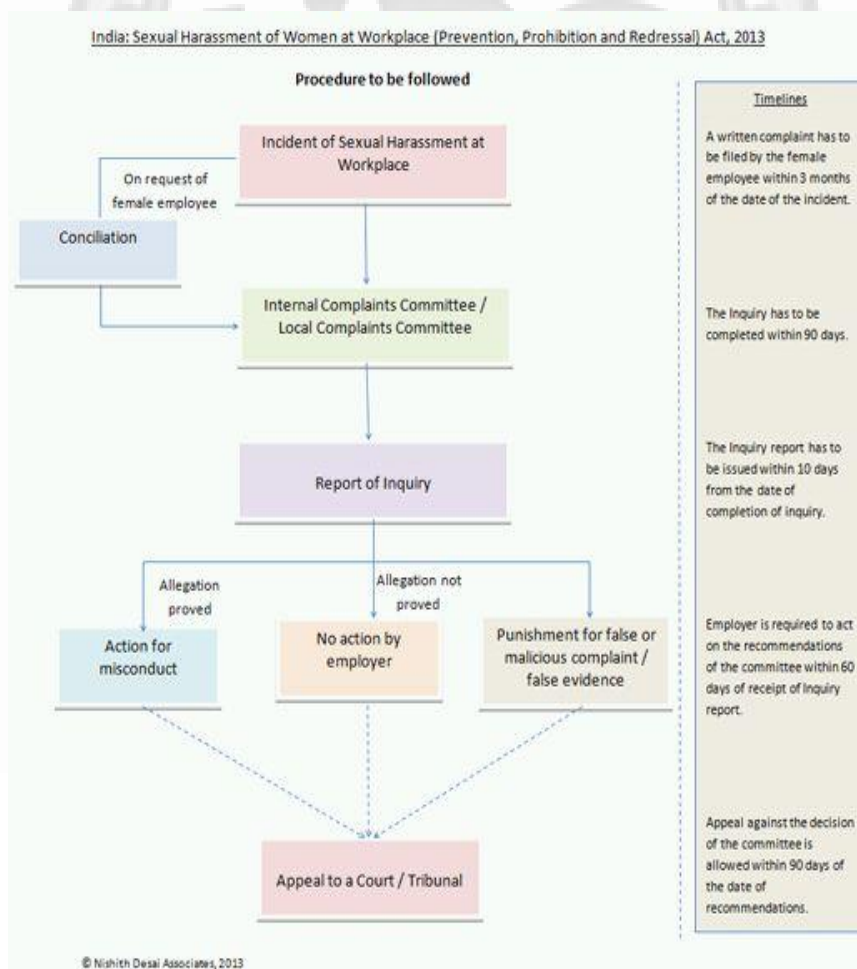 India: Sexual Harassment of Women at Workplace (Prevention, Prohibition and Redressal) Act, 2013
Procedure to be followed
Incident of Sexual Harassment at
Workplace
On request of
female employee
Conciliation
Internal Complaints Committee /
Local Complaints Committee
Report of Inquiry
Allegation
proved
Allegation not
proved
Action for
misconduct
No action by
employer
Punishment for false or
malicious complaint /
false evidence
Appeal to a Court / Tribunal
Timelines
A written complaint has to
be filed by the female
employee within 3 months
of the date of the incident.
The Inquiry has to be
completed within 90 days.
The Inquiry report has to
be issued within 10 days
from the date of
completion of inquiry.
Employer is required to act
on the recommendations
of the committee within 60
days of receipt of Inquiry
report.
Appeal against the decision
of the committee is
allowed within 90 days of
the date of
recommendations.
© Nishith Desai Associates, 2013